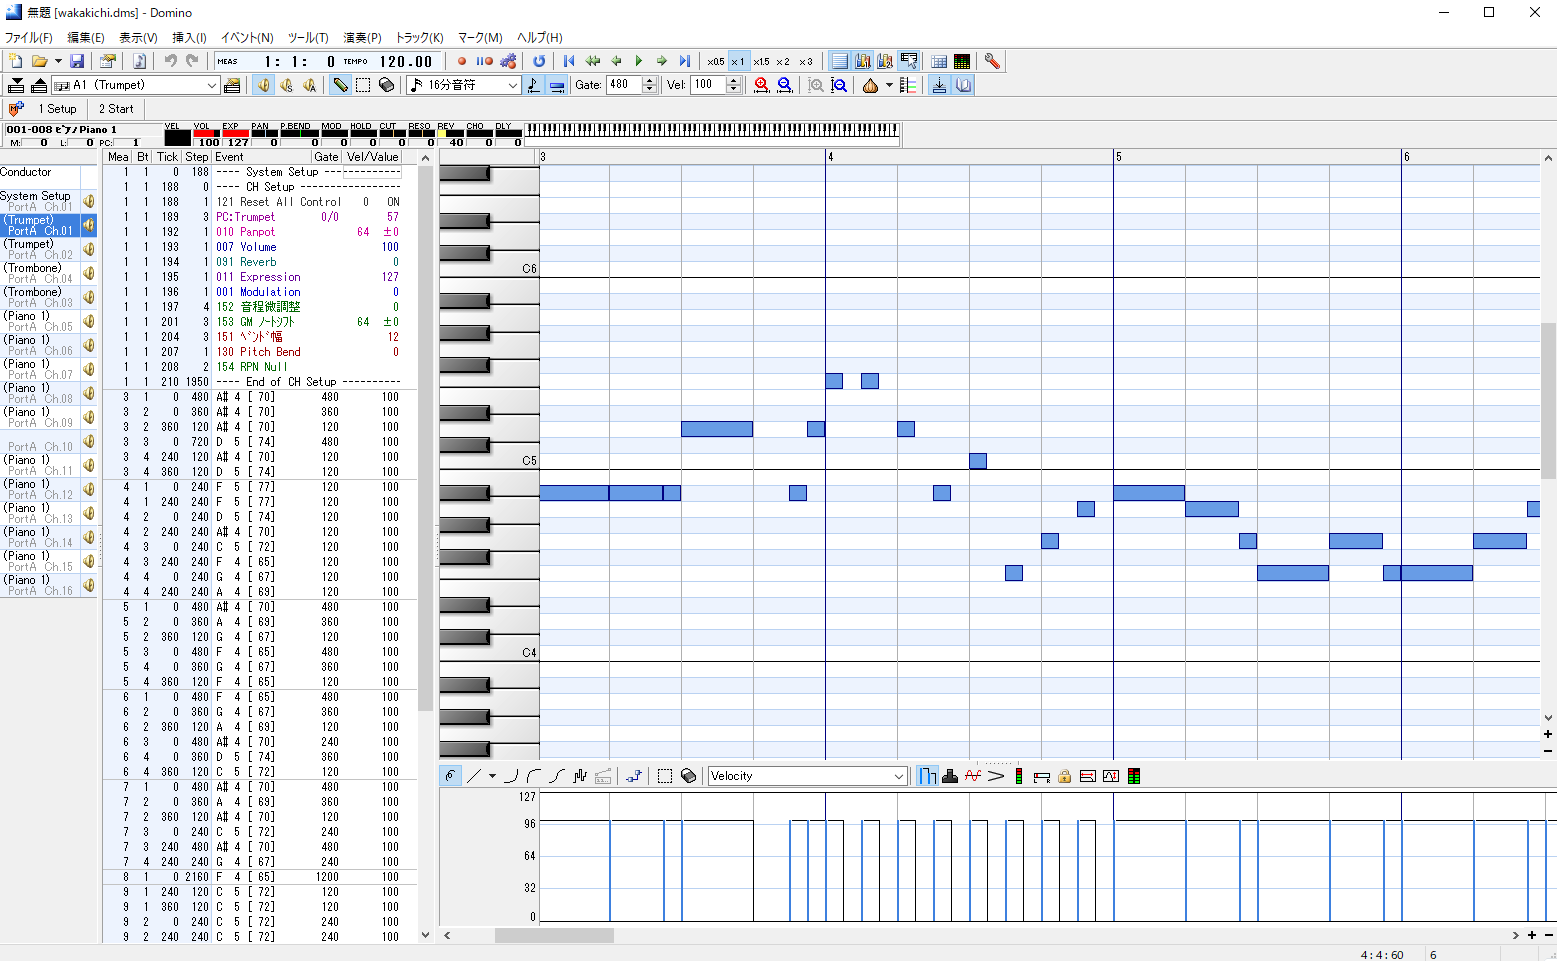 無題 [wakakichi.dms] - Domino
ファイル(F) 編集(E) 表示(V) 挿入(I) イベント(N) ツール(T) 演奏(P) トラック(K) マーク(M) ヘルプ(H)
MEAS 1: 1: 0 TEMPO 120.00 x0.5 x1 x1.5 x2 x3
A1 (Trumpet) 16分音符 Gate: 480 Vel: 100
1 Setup 2 Start
001-008 ピアノ Piano 1 VEL VOL EXP PAN P.BEND MOD HOLD CUT RESO REV CHO DLY
M: 0 L: 0 PC: 1 100 127 0 0 0 0 0 0 40 0 0
Conductor
System Setup
PortA Ch.01
(Trumpet)
PortA Ch.01
(Trumpet)
PortA Ch.02
(Trombone)
PortA Ch.04
(Trombone)
PortA Ch.03
(Piano 1)
PortA Ch.05
(Piano 1)
PortA Ch.06
(Piano 1)
PortA Ch.07
(Piano 1)
PortA Ch.08
(Piano 1)
PortA Ch.09
PortA Ch.10
(Piano 1)
PortA Ch.11
(Piano 1)
PortA Ch.12
(Piano 1)
PortA Ch.13
(Piano 1)
PortA Ch.14
(Piano 1)
PortA Ch.15
(Piano 1)
PortA Ch.16
Mea Bt Tick Step Event Gate Vel/Value
1 1 0 188 ---- System Setup -------------
1 1 188 0 ---- CH Setup -----------------
1 1 188 1 121 Reset All Control 0 ON
1 1 189 3 PC:Trumpet 0/0 57
1 1 192 1 010 Panpot 64 ±0
1 1 193 1 007 Volume 100
1 1 194 1 091 Reverb 0
1 1 195 1 011 Expression 127
1 1 196 1 001 Modulation 0
1 1 197 4 152 音程微調整 0
1 1 201 3 153 GM ノートシフト 64 ±0
1 1 204 3 151 ベンド幅 12
1 1 207 1 130 Pitch Bend 0
1 1 208 2 154 RPN Null
1 1 210 1950 ---- End of CH Setup ----------
3 1 0 480 A# 4 [ 70] 480 100
3 2 0 360 A# 4 [ 70] 360 100
3 2 360 120 A# 4 [ 70] 120 100
3 3 0 720 D 5 [ 74] 480 100
3 4 240 120 A# 4 [ 70] 120 100
3 4 360 120 D 5 [ 74] 120 100
4 1 0 240 F 5 [ 77] 120 100
4 1 240 240 F 5 [ 77] 120 100
4 2 0 240 D 5 [ 74] 120 100
4 2 240 240 A# 4 [ 70] 120 100
4 3 0 240 C 5 [ 72] 120 100
4 3 240 240 F 4 [ 65] 120 100
4 4 0 240 G 4 [ 67] 120 100
4 4 240 240 A 4 [ 69] 120 100
5 1 0 480 A# 4 [ 70] 480 100
5 2 0 360 A 4 [ 69] 360 100
5 2 360 120 G 4 [ 67] 120 100
5 3 0 480 F 4 [ 65] 480 100
5 4 0 360 G 4 [ 67] 360 100
5 4 360 120 F 4 [ 65] 120 100
6 1 0 480 F 4 [ 65] 480 100
6 2 0 360 G 4 [ 67] 360 100
6 2 360 120 A 4 [ 69] 120 100
6 3 0 480 A# 4 [ 70] 240 100
6 4 0 360 D 5 [ 74] 360 100
6 4 360 120 C 5 [ 72] 120 100
7 1 0 480 A# 4 [ 70] 480 100
7 2 0 360 A 4 [ 69] 360 100
7 2 360 120 A# 4 [ 70] 120 100
7 3 0 240 C 5 [ 72] 240 100
7 3 240 480 A# 4 [ 70] 480 100
7 4 240 240 G 4 [ 67] 240 100
8 1 0 2160 F 4 [ 65] 1200 100
9 1 240 120 C 5 [ 72] 120 100
9 1 360 120 C 5 [ 72] 120 100
9 2 0 240 C 5 [ 72] 240 100
9 2 240 240 C 5 [ 72] 240 100
3 4 5 6
C6
C5
C4
Velocity
127
96
64
32
0
4:4:60 6